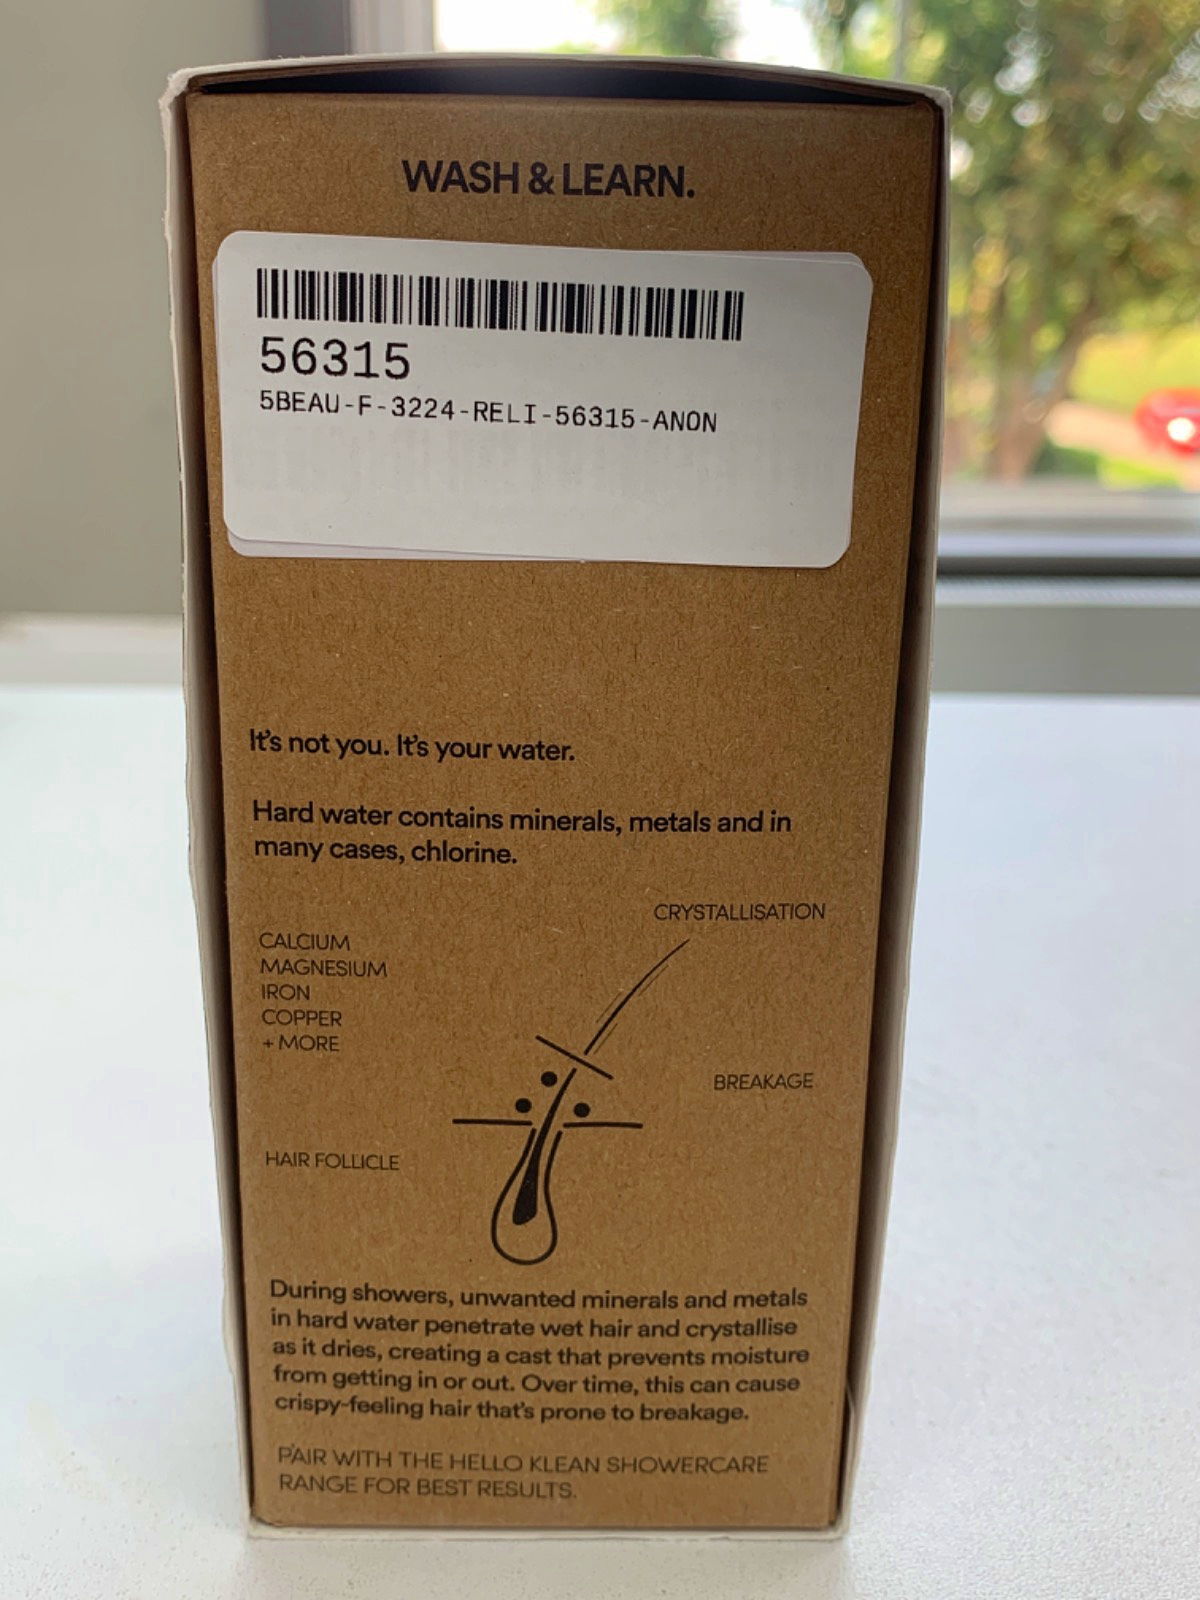 WASH & LEARN.
56315
5BEAU-F-3224-RELI-56315-ANON
It's not you. It's your water.
Hard water contains minerals, metals and in
many cases, chlorine.
CRYSTALLISATION
CALCIUM
MAGNESIUM
IRON
COPPER
+ MORE
BREAKAGE
HAIR FOLLICLE
During showers, unwanted minerals and metals
in hard water penetrate wet hair and crystallise
as it dries, creating a cast that prevents moisture
from getting in or out. Over time, this can cause
crispy-feeling hair that's prone to breakage.
PAIR WITH THE HELLO KLEAN SHOWERCARE
RANGE FOR BEST RESULTS.